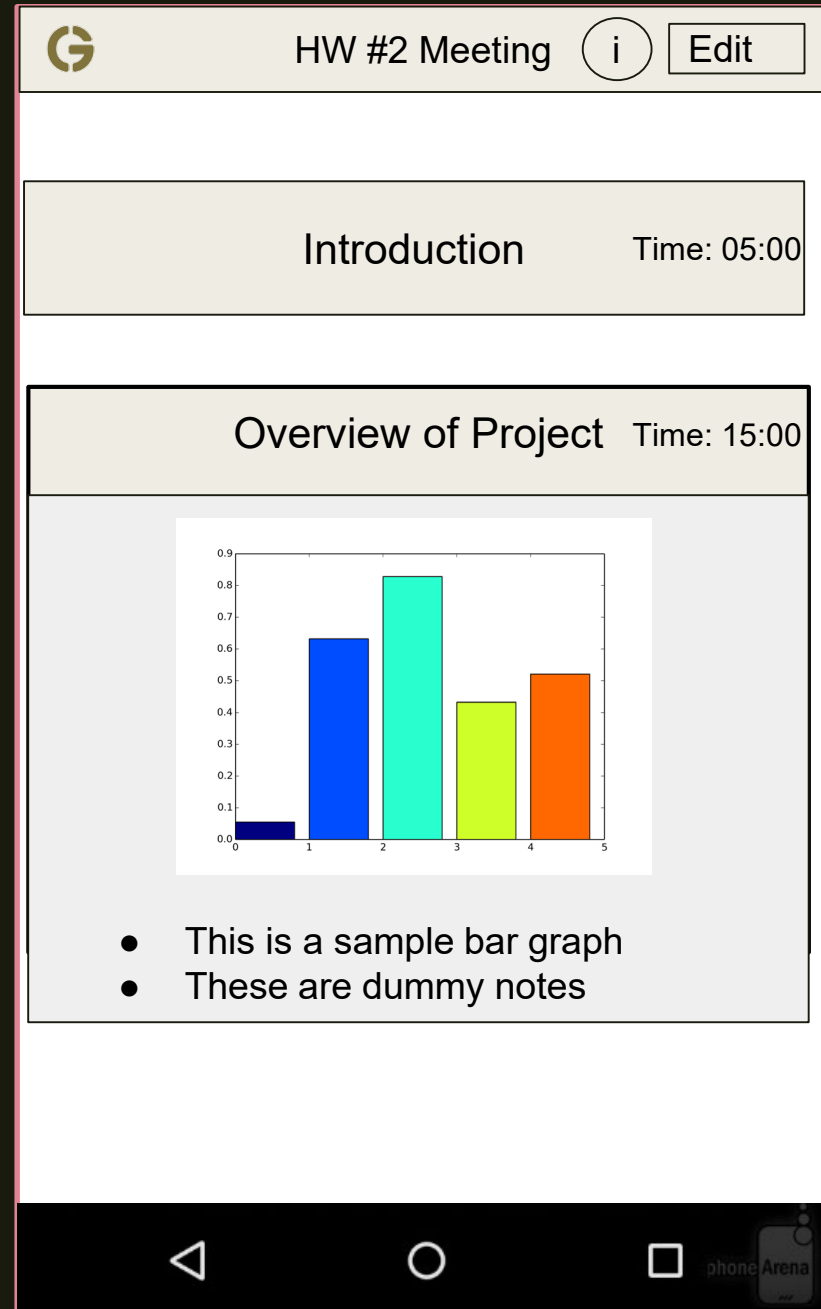 G
HW #2 Meeting
i
Edit
Introduction
Time: 05:00
Overview of Project
Time: 15:00
0.9
0.8
0.7
0.6
0.5
0.4
0.3
0.2
0.1
0.0
0 1 2 3 4 5
● This is a sample bar graph
● These are dummy notes
phoneArena